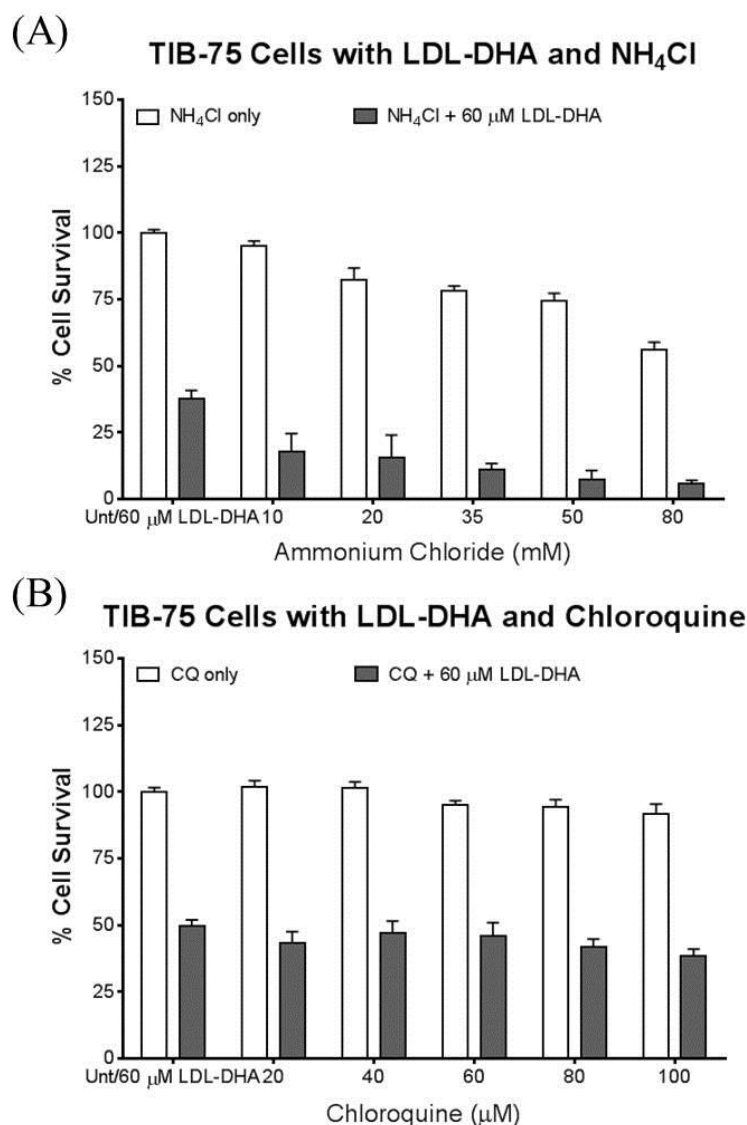 (A)
TIB-75 Cells with LDL-DHA and NH₄Cl
150
125
100
75
50
25
0
% Cell Survival
NH₄Cl only
NH₄Cl + 60 μM LDL-DHA
Unt/60 μM LDL-DHA 10 20 35 50 80
Ammonium Chloride (mM)
(B)
TIB-75 Cells with LDL-DHA and Chloroquine
150
125
100
75
50
25
0
% Cell Survival
CQ only
CQ + 60 μM LDL-DHA
Unt/60 μM LDL-DHA 20 40 60 80 100
Chloroquine (μM)